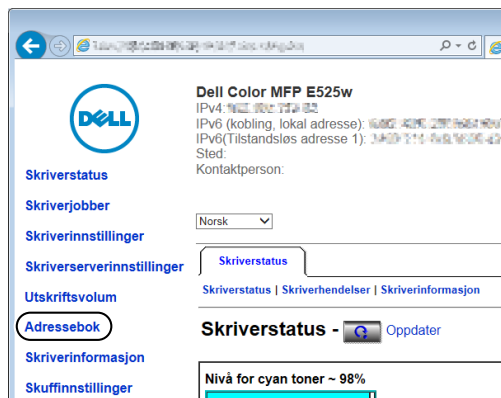 Dell Color MFP E525w
IPv4:
IPv6 (kobling, lokal adresse):
IPv6(Tilstandsløs adresse 1):
Sted:
Kontaktperson:
DELL
Skriverstatus
Skriverjobber
Skriverinnstillinger
Skriverserverinnstillinger
Utskriftsvolum
Adressebok
Skriverinformasjon
Skuffinnstillinger
Norsk
Skriverstatus
Skriverstatus | Skriverhendelser | Skriverinformasjon
Skriverstatus - Oppdater
Nivå for cyan toner ~ 98%